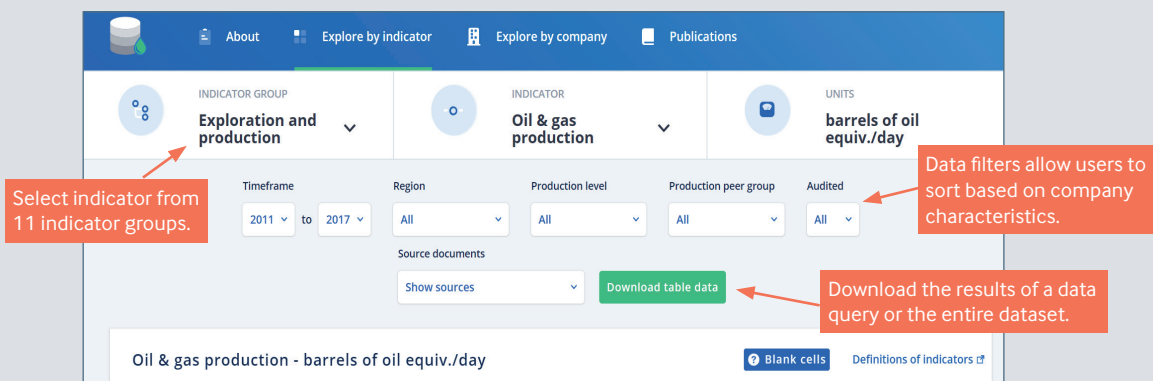 About
Explore by indicator
Explore by company
Publications
INDICATOR GROUP
Exploration and
production
INDICATOR
Oil & gas
production
UNITS
barrels of oil
equiv./day
Select indicator from
11 indicator groups.
Data filters allow users to
sort based on company
characteristics.
Timeframe
2011 to 2017
Region
All
Production level
All
Production peer group
All
Audited
All
Source documents
Show sources
Download table data
Download the results of a data
query or the entire dataset.
Oil & gas production - barrels of oil equiv./day
? Blank cells
Definitions of indicators